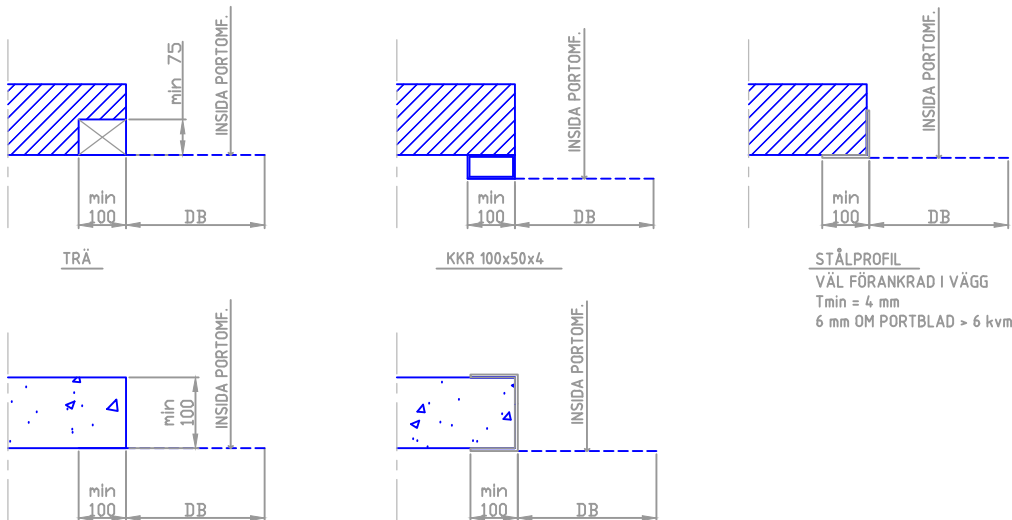 INSIDA PORTOMF.
min 75
min
100
DB
TRÄ
INSIDA PORTOMF.
min
100
DB
KKR 100x50x4
INSIDA PORTOMF.
min
100
DB
STÅLPROFIL
VÄL FÖRANKRAD I VÄGG
Tmin = 4 mm
6 mm OM PORTBLAD > 6 kvm
INSIDA PORTOMF.
min
100
min
100
DB
INSIDA PORTOMF.
min
100
DB